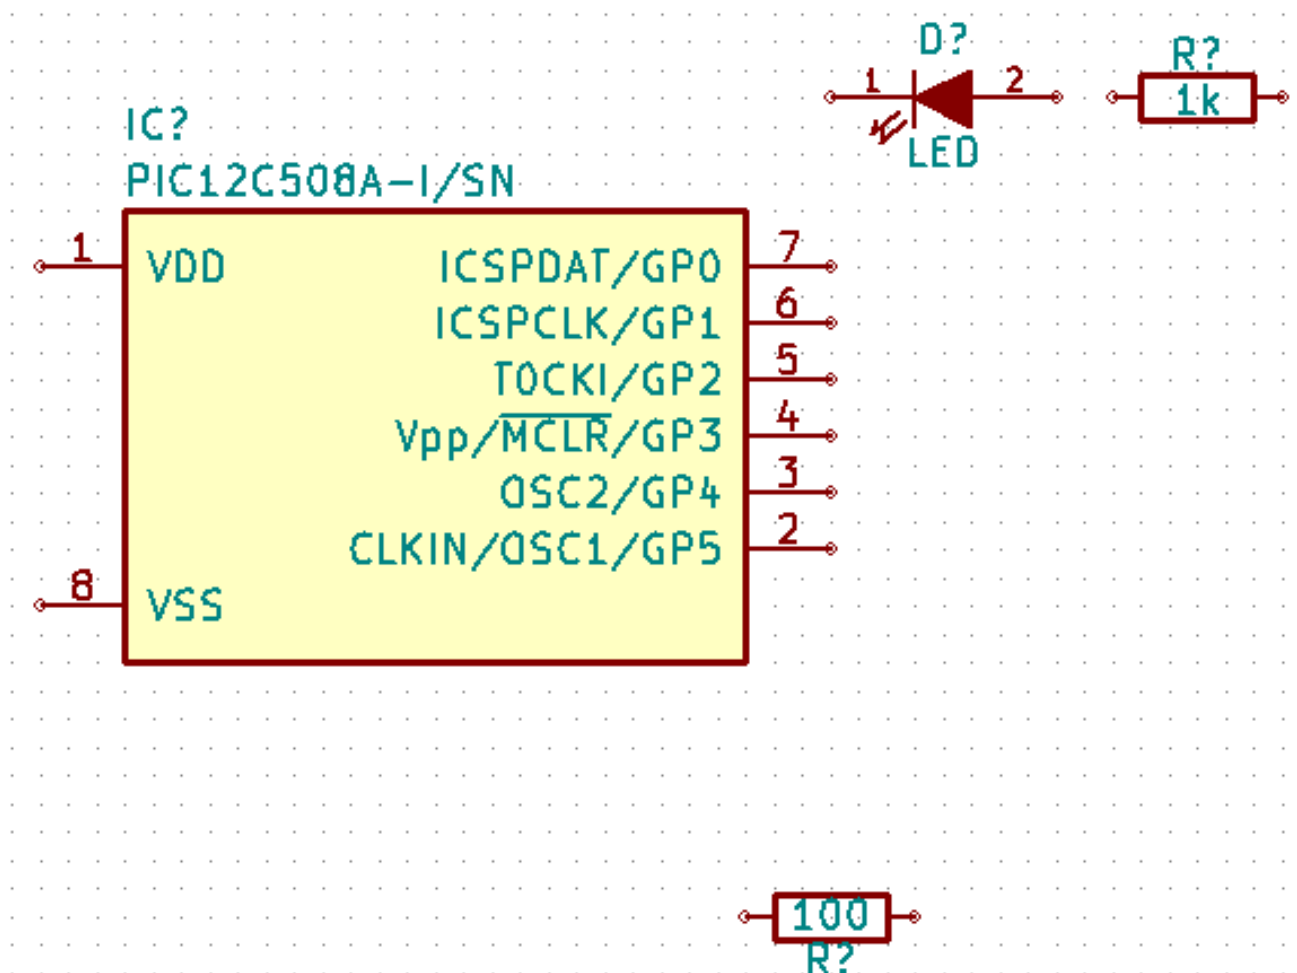 D?
R?
1 2
1k
IC?
LED
PIC12C508A-I/SN
1 VDD ICSPDAT/GP0 7
ICSPCLK/GP1 6
T0CKI/GP2 5
Vpp/MCLR/GP3 4
OSC2/GP4 3
CLKIN/OSC1/GP5 2
8 VSS
100
R?